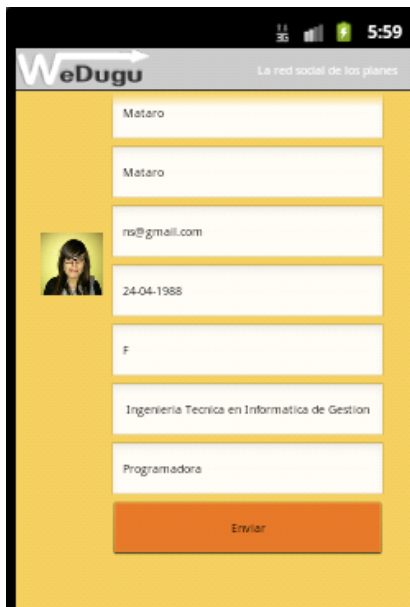 3G 5:59
WeDugu La red social de los planes
Mataro
Mataro
ns@gmail.com
24-04-1988
F
Ingenieria Tecnica en Informatica de Gestion
Programadora
Enviar